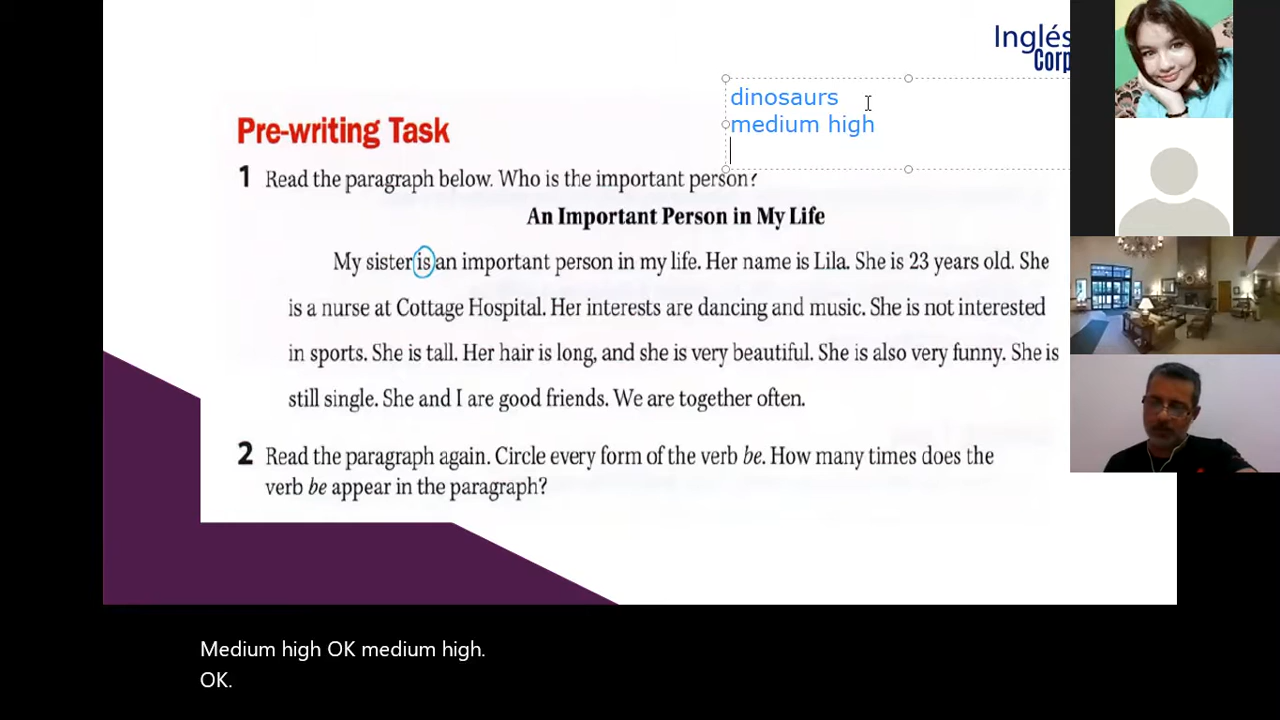 Inglés
Corp
dinosaurs
medium high
Pre-writing Task
1 Read the paragraph below. Who is the important person?
An Important Person in My Life
My sister is an important person in my life. Her name is Lila. She is 23 years old. She
is a nurse at Cottage Hospital. Her interests are dancing and music. She is not interested
in sports. She is tall. Her hair is long, and she is very beautiful. She is also very funny. She is
still single. She and I are good friends. We are together often.
2 Read the paragraph again. Circle every form of the verb be. How many times does the
verb be appear in the paragraph?
Medium high OK medium high.
OK.